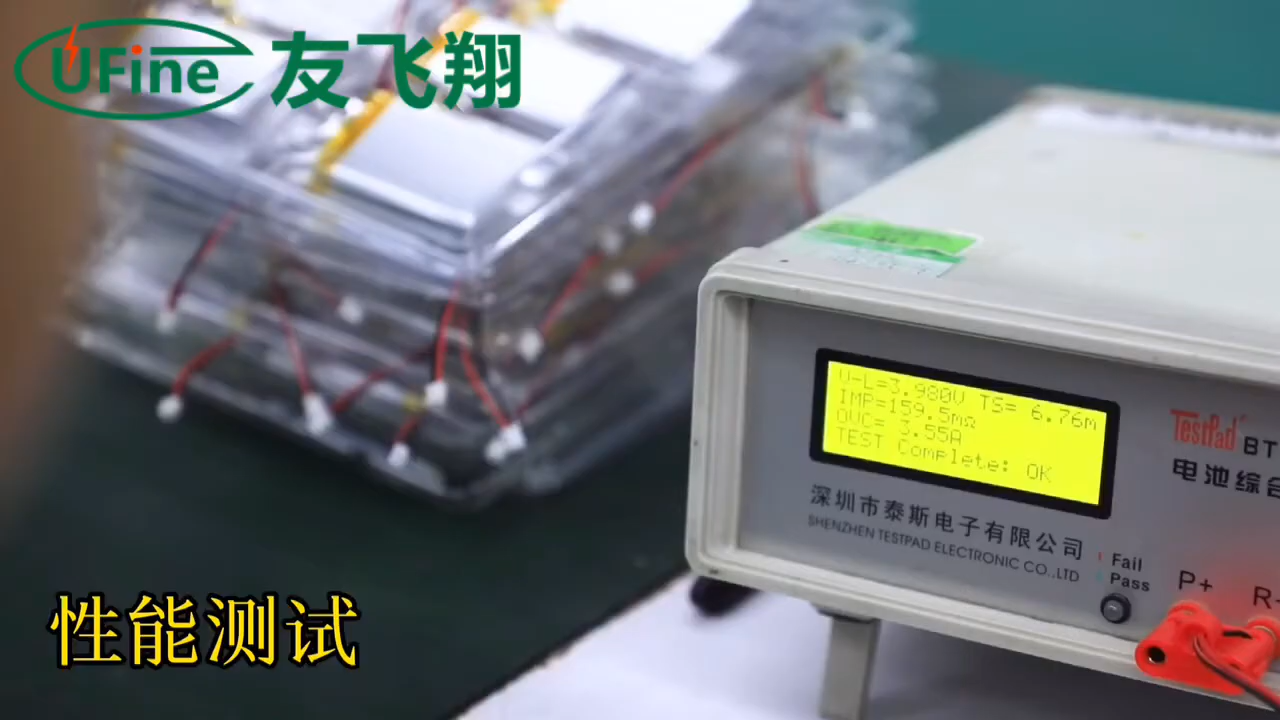 UFine 友飞翔
V-L=3.980V TS= 6.76m
IMP=159.5mΩ
OVC= 3.55A
TEST Complete: OK
TestPad BT
电池综合
深圳市泰斯电子有限公司
SHENZHEN TESTPAD ELECTRONIC CO.,LTD
Fail
Pass
P+
R-
性能测试